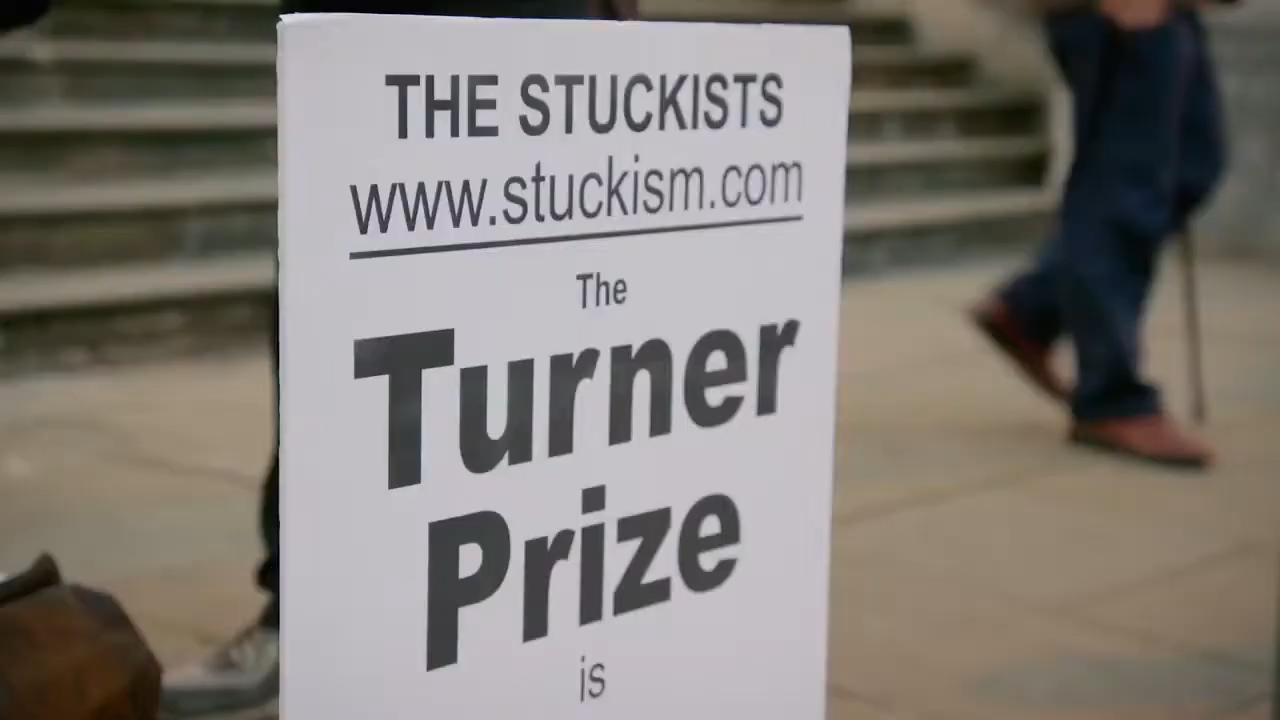 THE STUCKISTS
www.stuckism.com
The
Turner
Prize
is